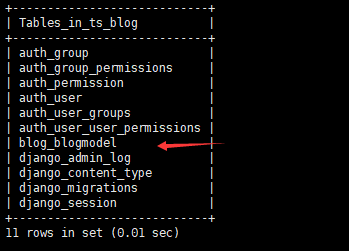 +----------------------------+
| Tables_in_ts_blog |
+----------------------------+
| auth_group |
| auth_group_permissions |
| auth_permission |
| auth_user |
| auth_user_groups |
| auth_user_user_permissions |
| blog_blogmodel |
| django_admin_log |
| django_content_type |
| django_migrations |
| django_session |
+----------------------------+
11 rows in set (0.01 sec)